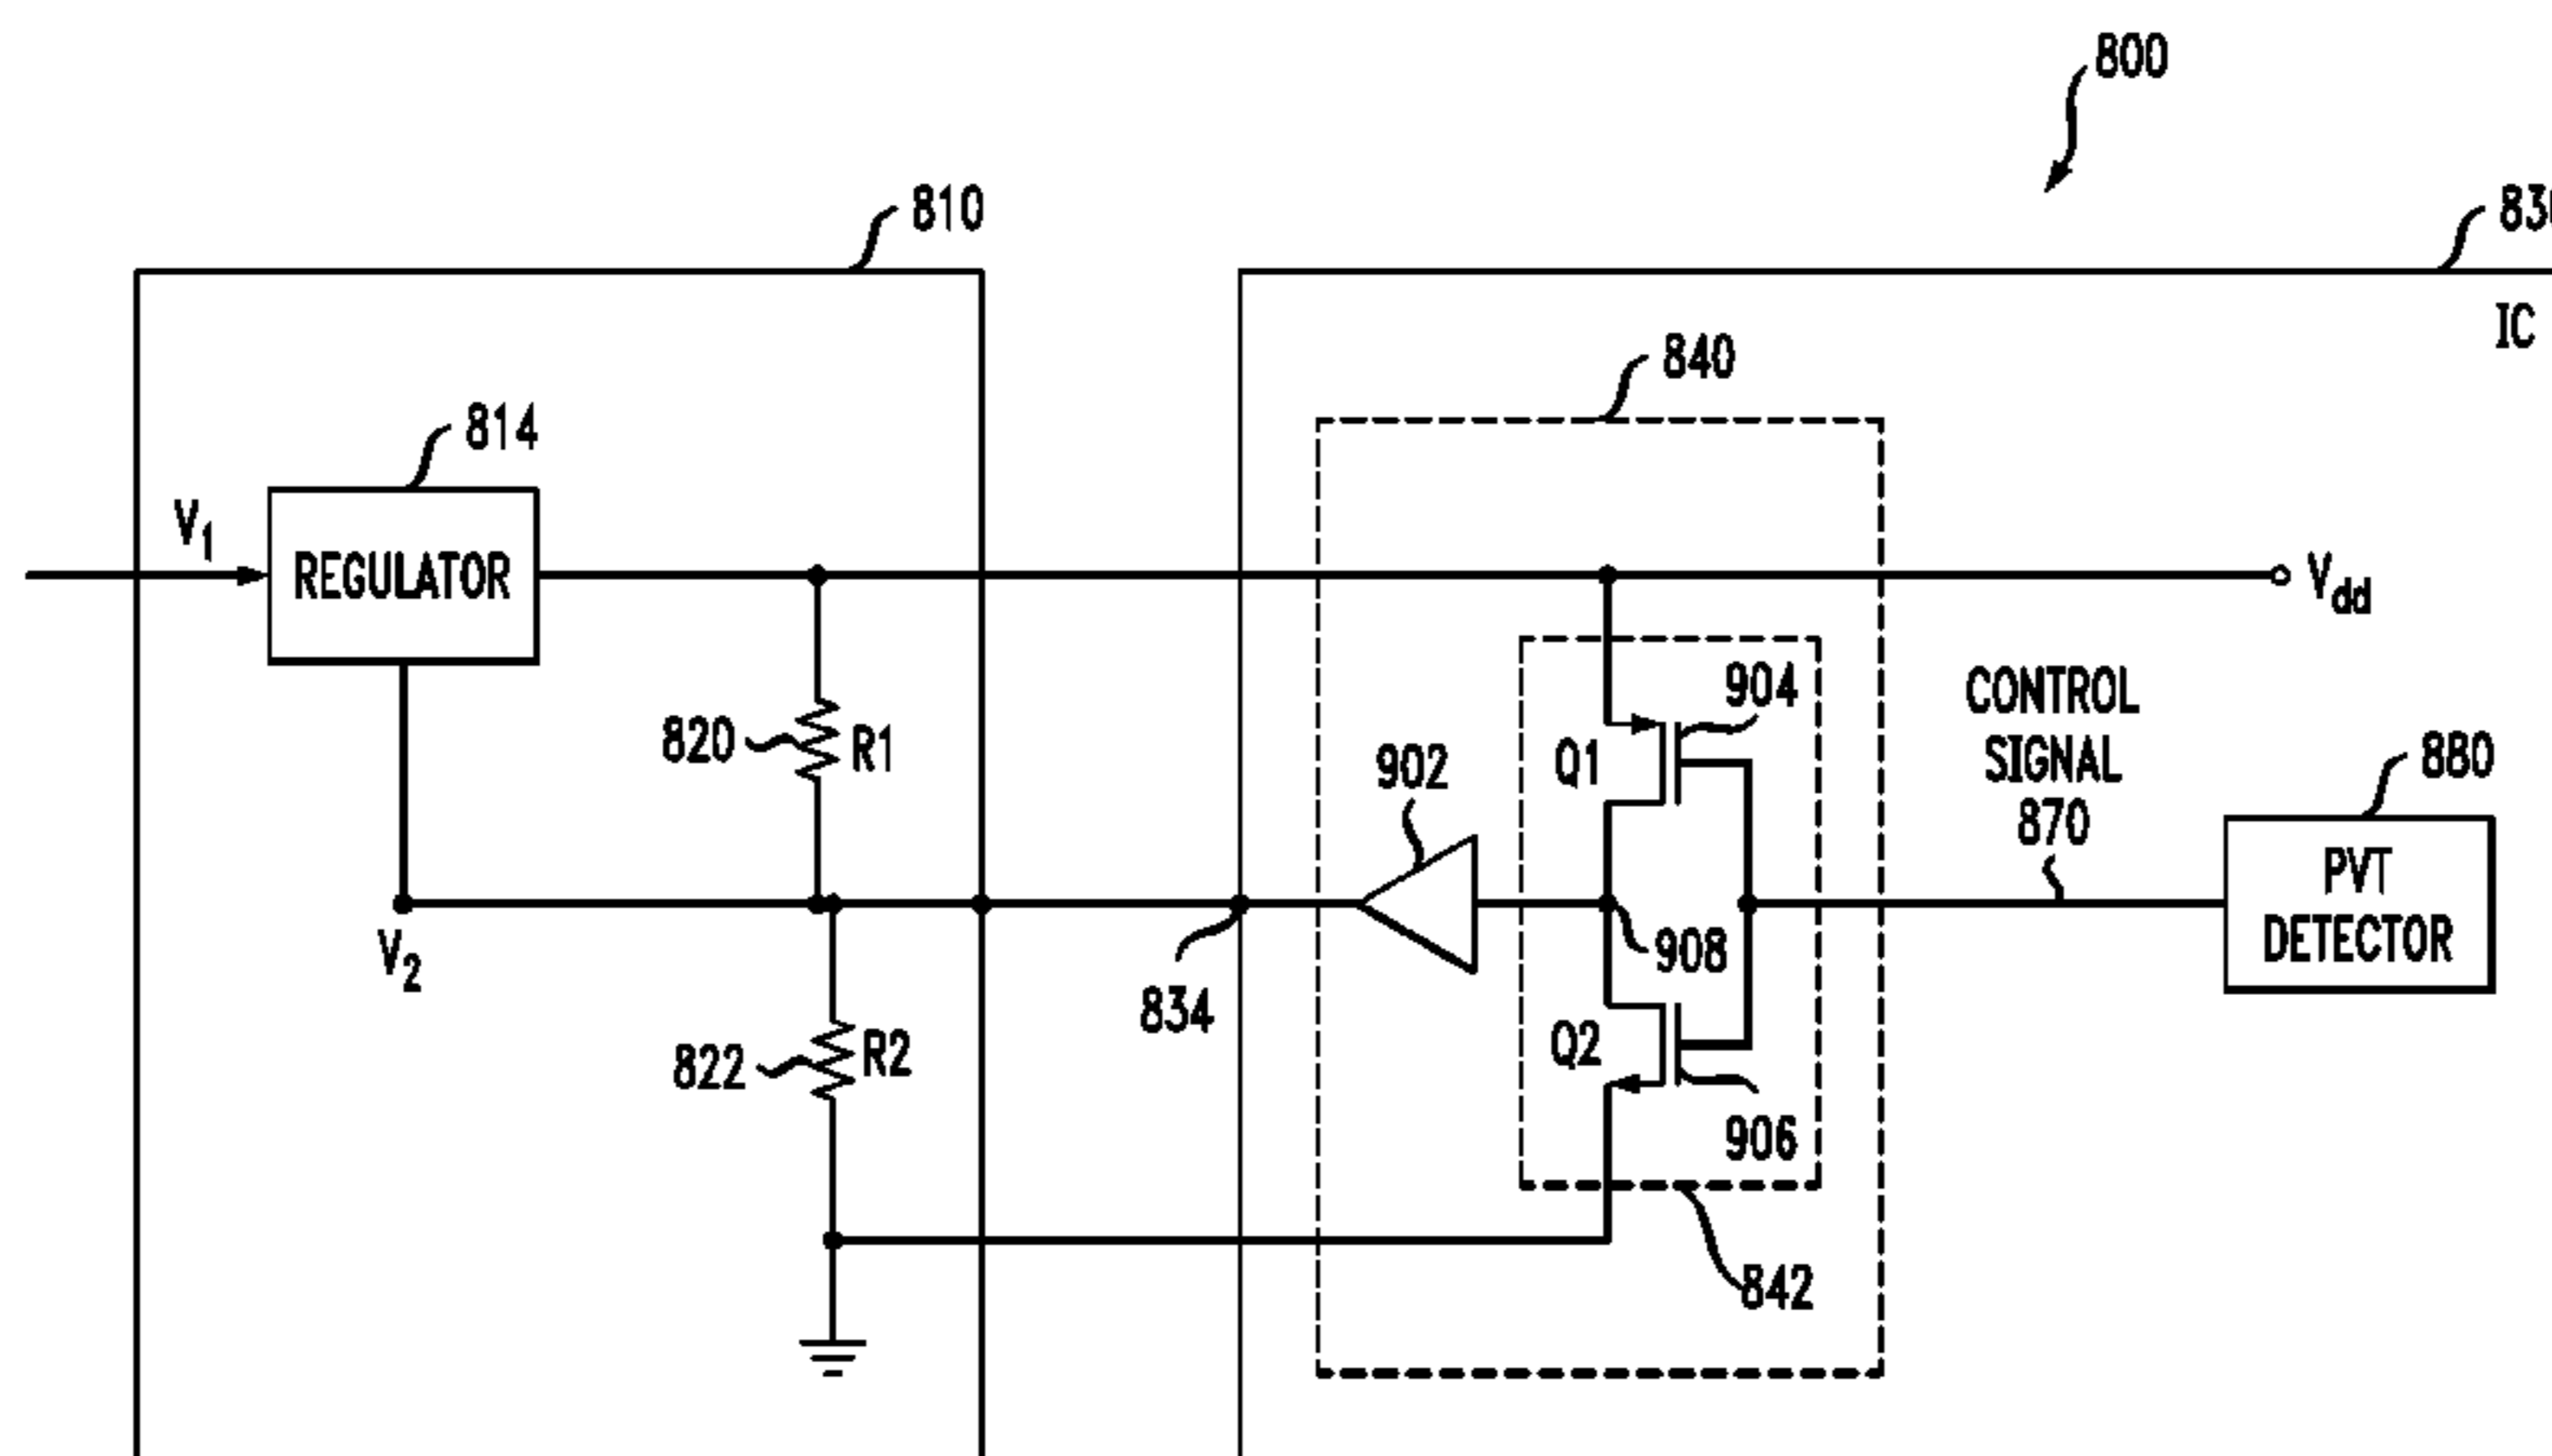 800
810
830
IC
840
814
V1
REGULATOR
Vdd
904
CONTROL
SIGNAL
870
820
R1
Q1
902
880
PVT
DETECTOR
V2
834
908
822
R2
Q2
906
842